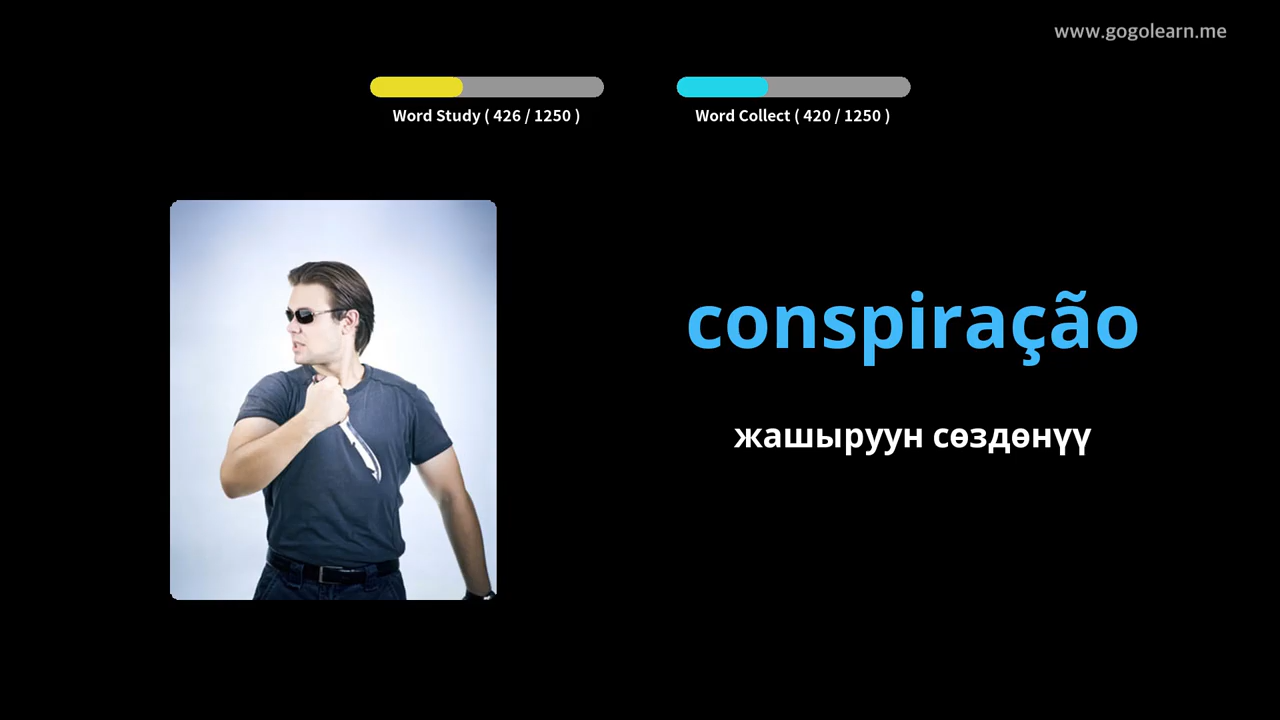 www.gogolearn.me
Word Study ( 426 / 1250 )
Word Collect ( 420 / 1250 )
conspiração
жашыруун сөздөнүү